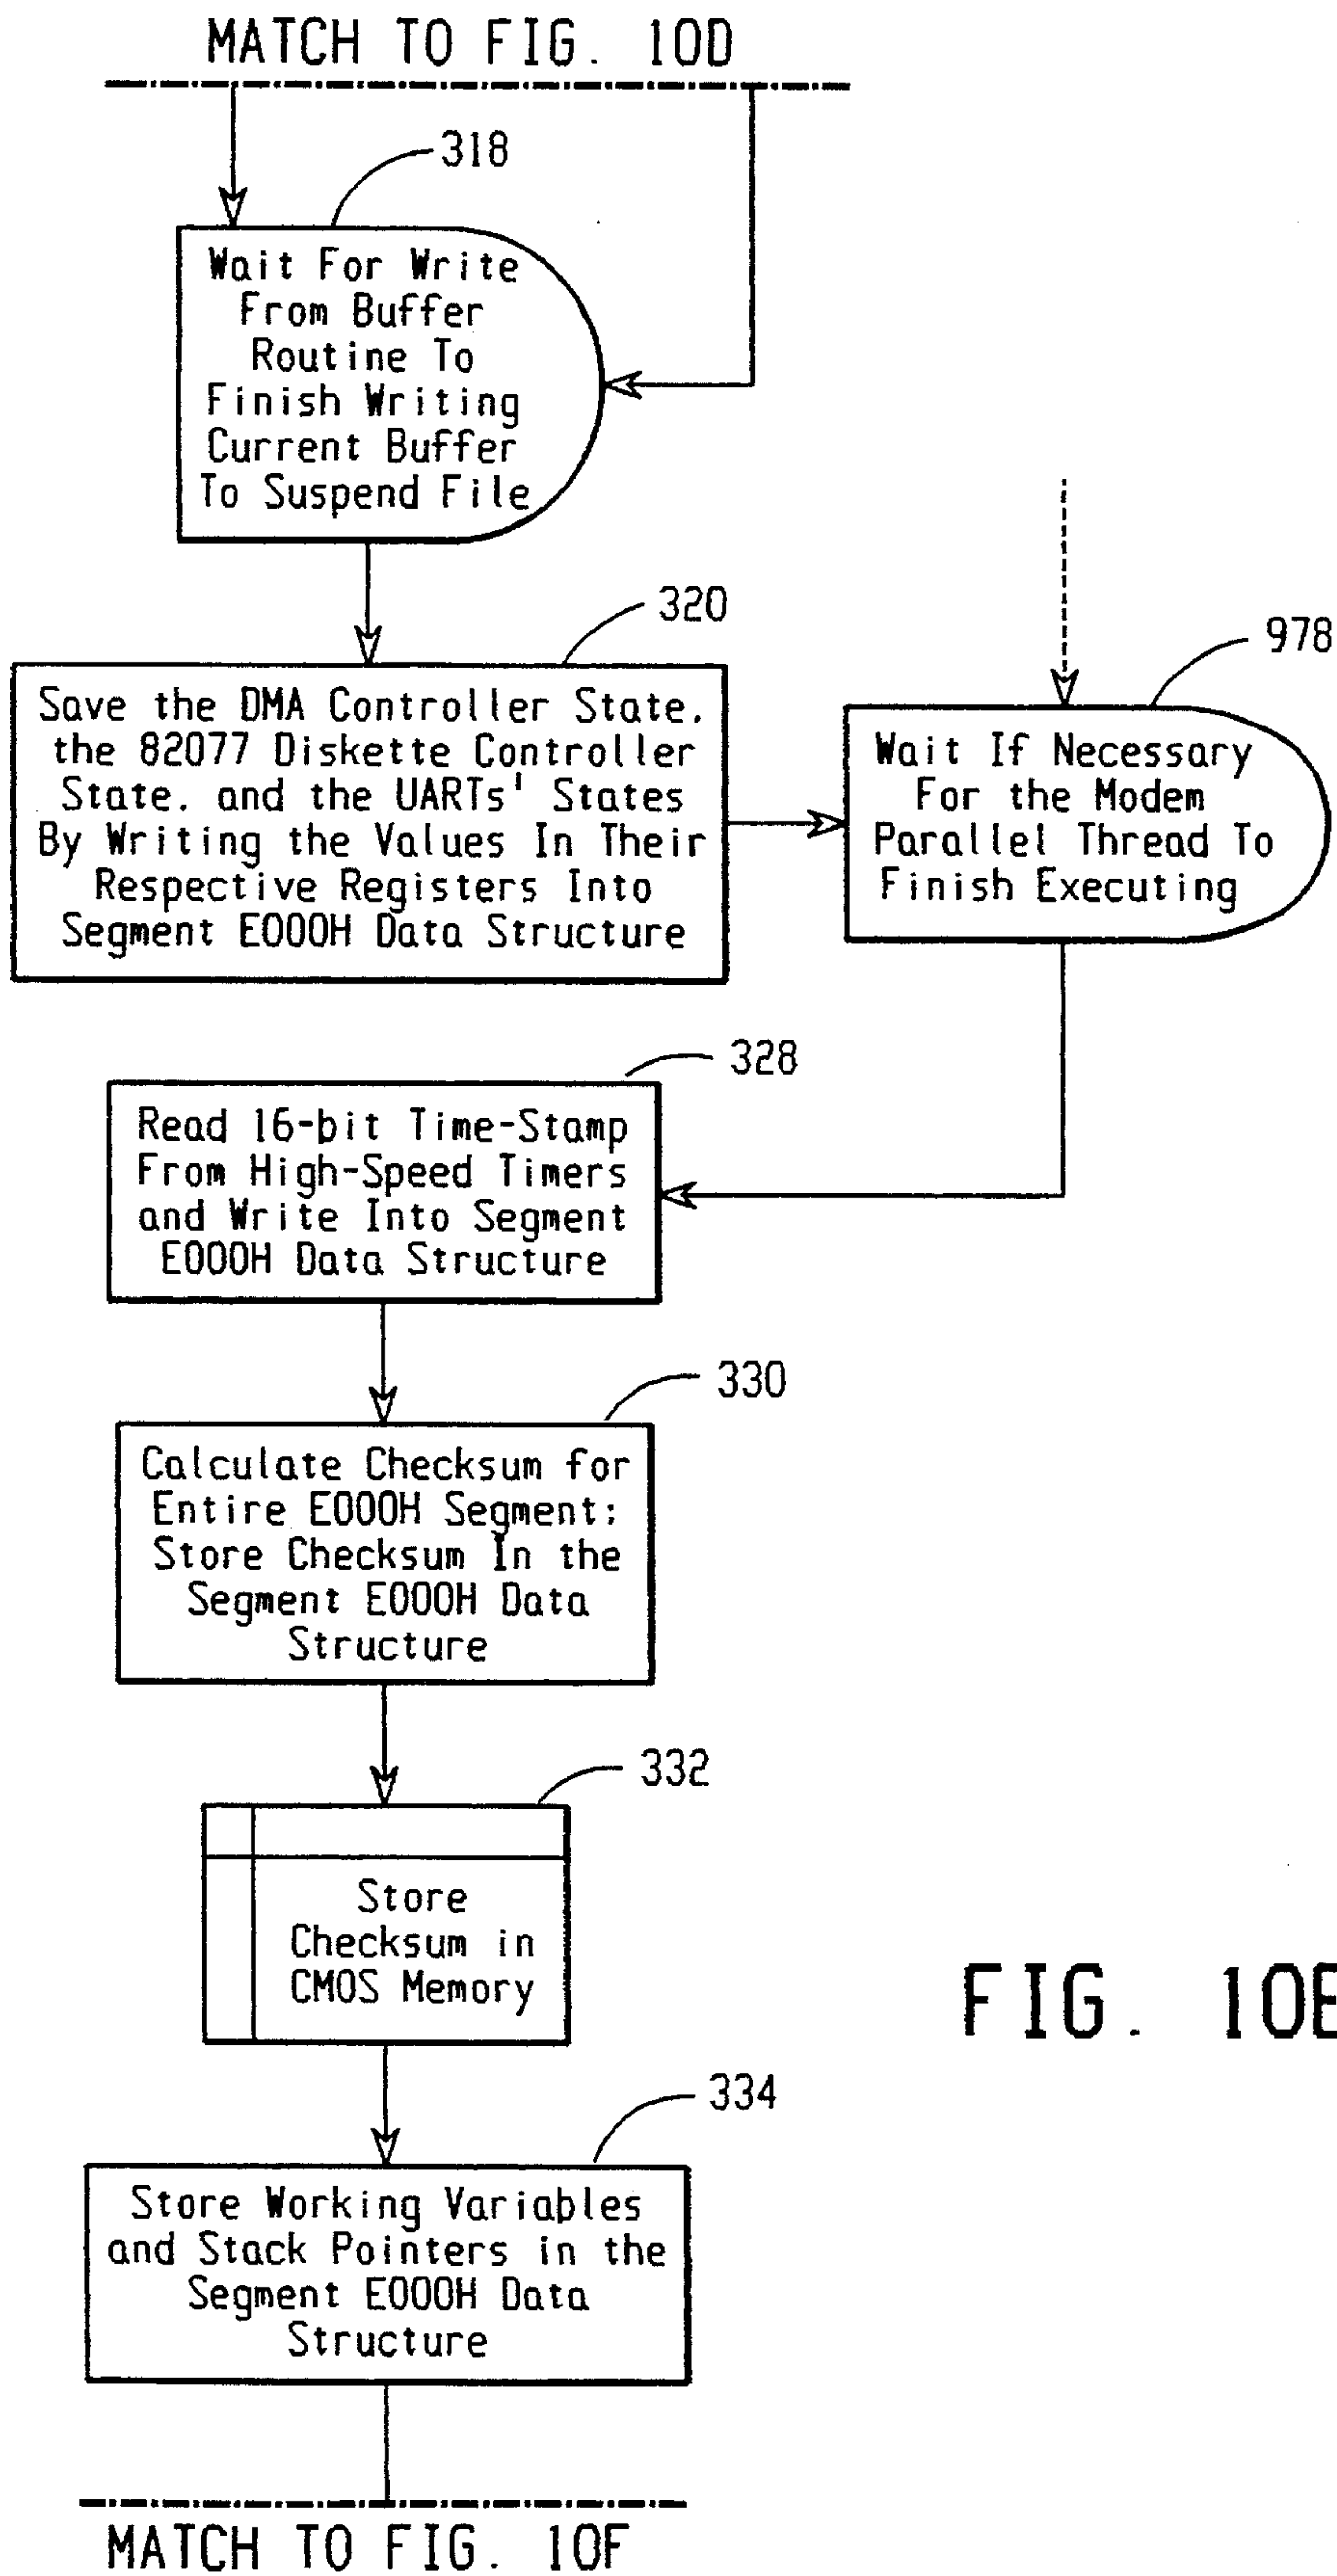 MATCH TO FIG. 10D
318
Wait For Write
From Buffer
Routine To
Finish Writing
Current Buffer
To Suspend File
320
Save the DMA Controller State,
the 82077 Diskette Controller
State, and the UARTs' States
By Writing the Values In Their
Respective Registers Into
Segment E000H Data Structure
978
Wait If Necessary
For the Modem
Parallel Thread To
Finish Executing
328
Read 16-bit Time-Stamp
From High-Speed Timers
and Write Into Segment
E000H Data Structure
330
Calculate Checksum for
Entire E000H Segment;
Store Checksum In the
Segment E000H Data
Structure
332
Store
Checksum in
CMOS Memory
FIG. 10E
334
Store Working Variables
and Stack Pointers in the
Segment E000H Data
Structure
MATCH TO FIG. 10F